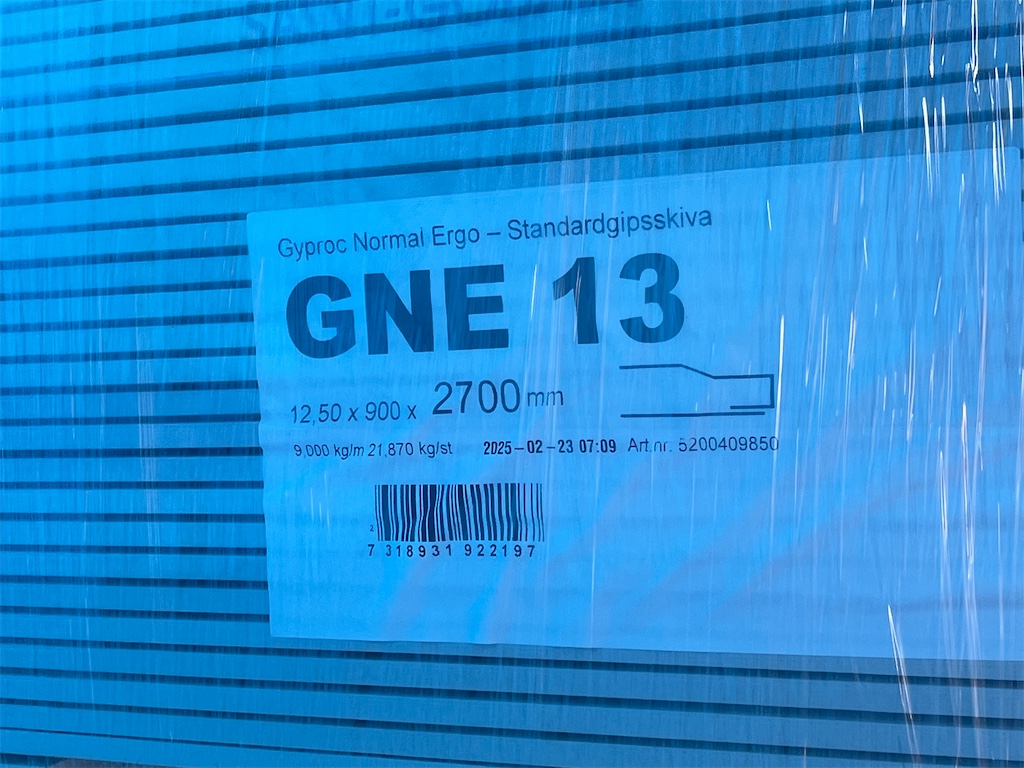 Gyproc Normal Ergo – Standardgipsskiva
GNE 13
12,50 x 900 x 2700 mm
9,000 kg/m 21,870 kg/st 2025-02-23 07:09 Art.nr. 5200409850
2
7 318931 922197